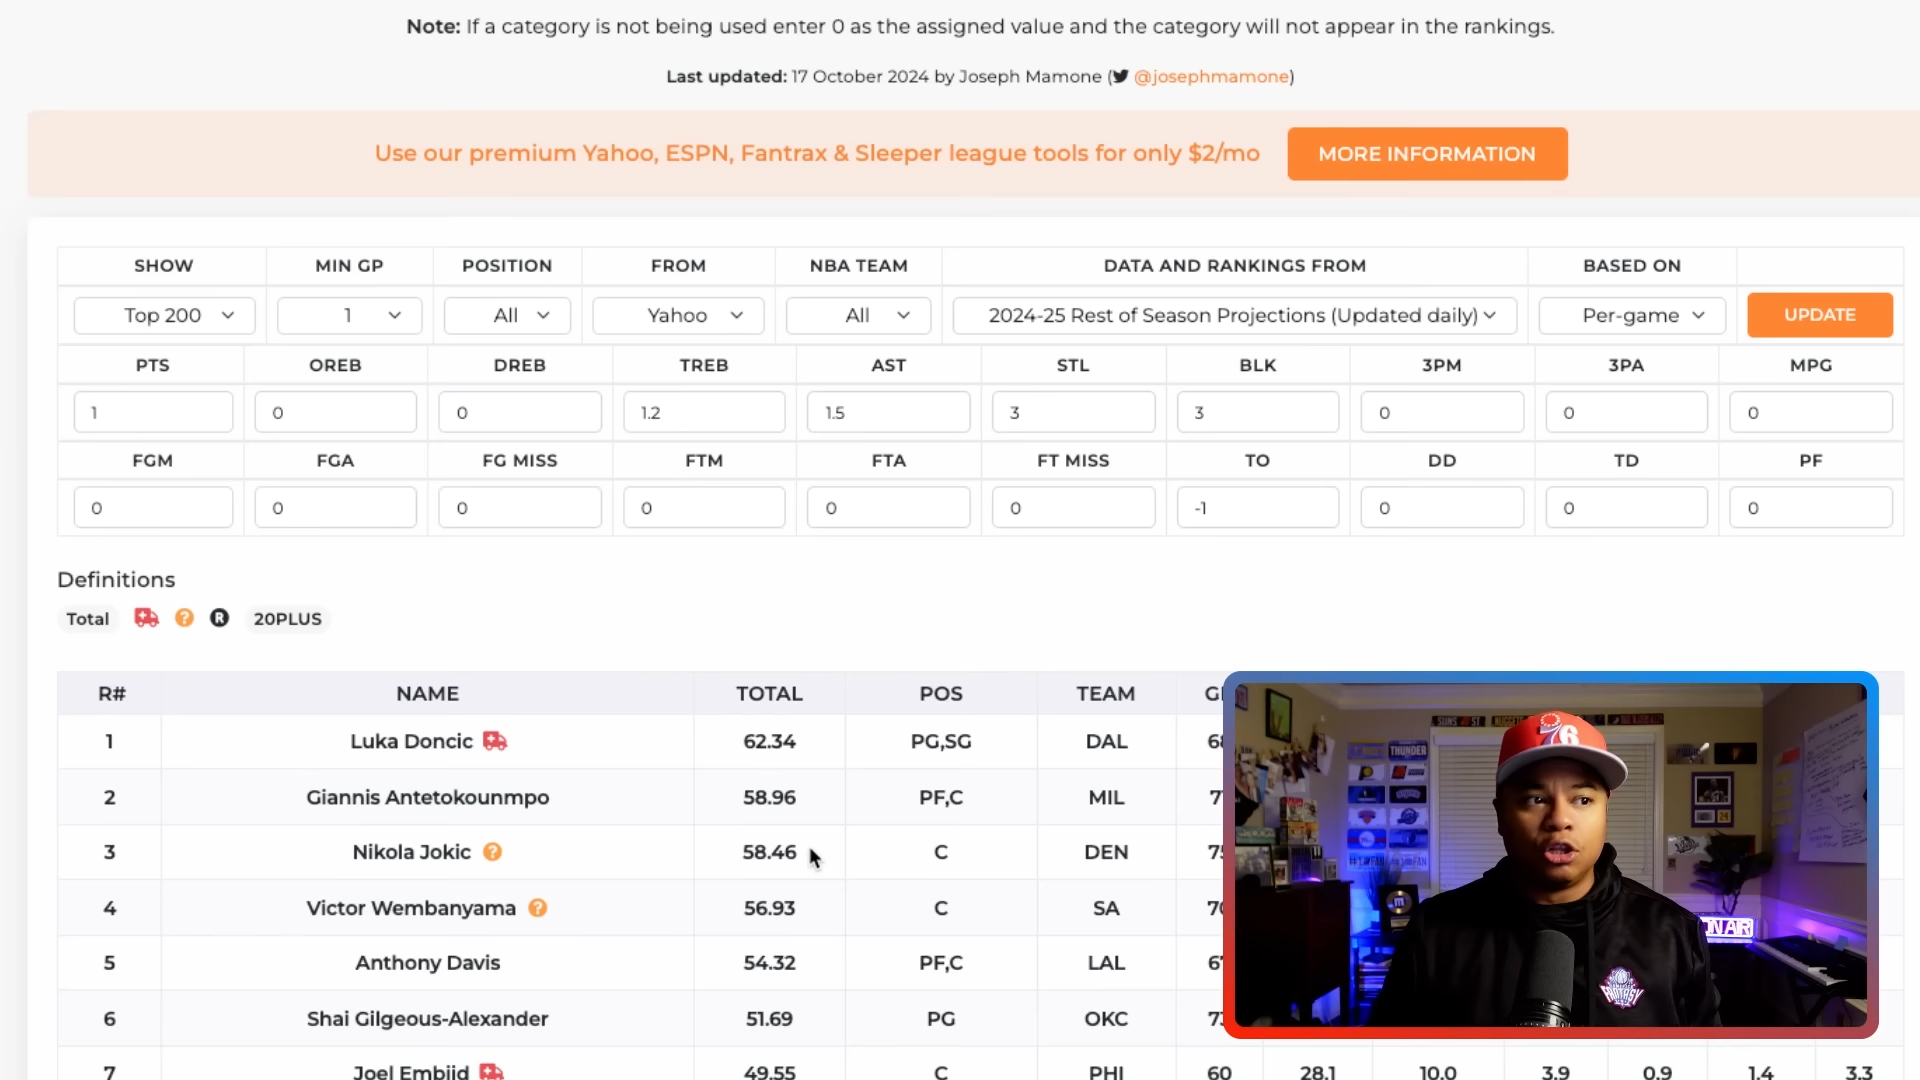 Note: If a category is not being used enter 0 as the assigned value and the category will not appear in the rankings.
Last updated: 17 October 2024 by Joseph Mamone (@josephmamone)
Use our premium Yahoo, ESPN, Fantrax & Sleeper league tools for only $2/mo MORE INFORMATION
SHOW MIN GP POSITION FROM NBA TEAM DATA AND RANKINGS FROM BASED ON
Top 200 1 All Yahoo All 2024-25 Rest of Season Projections (Updated daily) Per-game UPDATE
PTS OREB DREB TREB AST STL BLK 3PM 3PA MPG
1 0 0 1.2 1.5 3 3 0 0 0
FGM FGA FG MISS FTM FTA FT MISS TO DD TD PF
0 0 0 0 0 0 -1 0 0 0
Definitions
Total ? R 20PLUS
R# NAME TOTAL POS TEAM
1 Luka Doncic 62.34 PG,SG DAL
2 Giannis Antetokounmpo 58.96 PF,C MIL
3 Nikola Jokic ? 58.46 C DEN
4 Victor Wembanyama ? 56.93 C SA
5 Anthony Davis 54.32 PF,C LAL
6 Shai Gilgeous-Alexander 51.69 PG OKC
7 Joel Embiid 49.55 C PHI 60 28.1 10.0 3.9 0.9 1.4 3.3
THUNDER
76
FANTASY